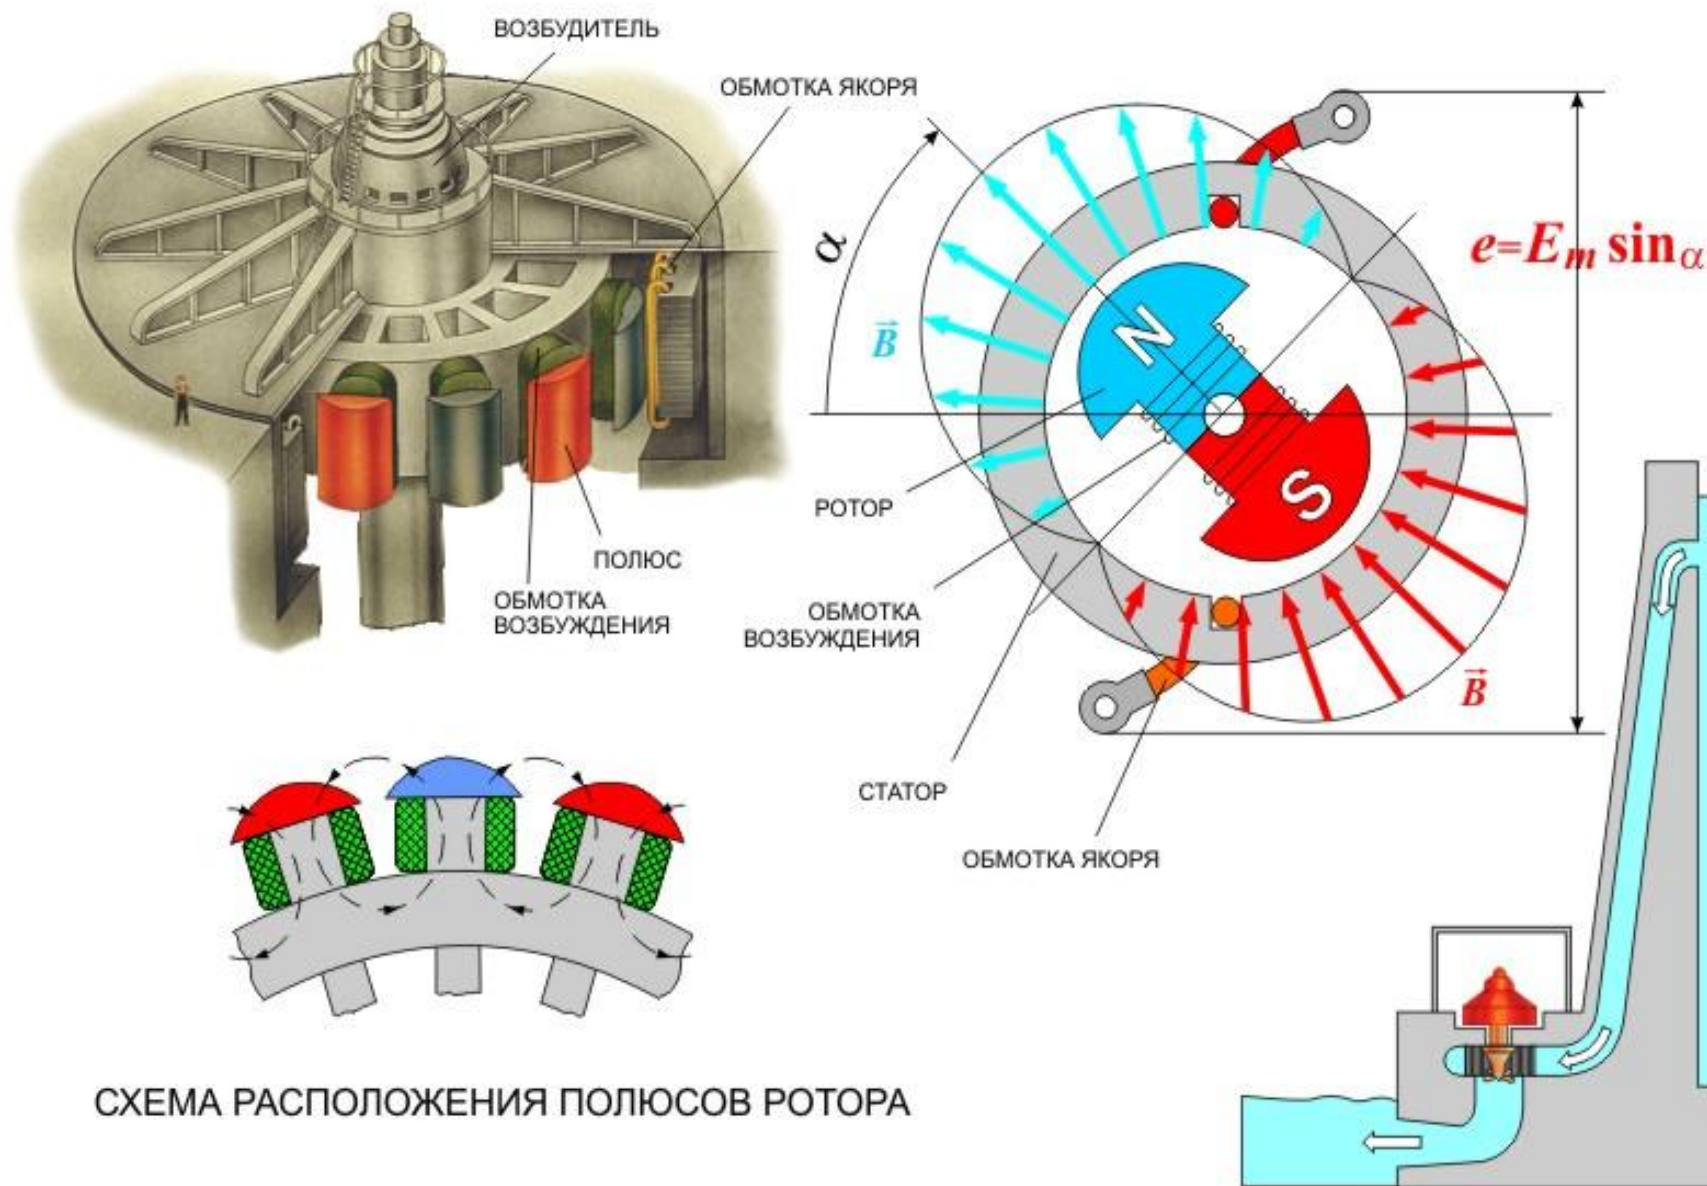 ВОЗБУДИТЕЛЬ
ОБМОТКА ЯКОРЯ
α
e=Em sinα
B
N
S
РОТОР
ПОЛЮС
ОБМОТКА
ВОЗБУЖДЕНИЯ
ОБМОТКА
ВОЗБУЖДЕНИЯ
B
СТАТОР
ОБМОТКА ЯКОРЯ
СХЕМА РАСПОЛОЖЕНИЯ ПОЛЮСОВ РОТОРА